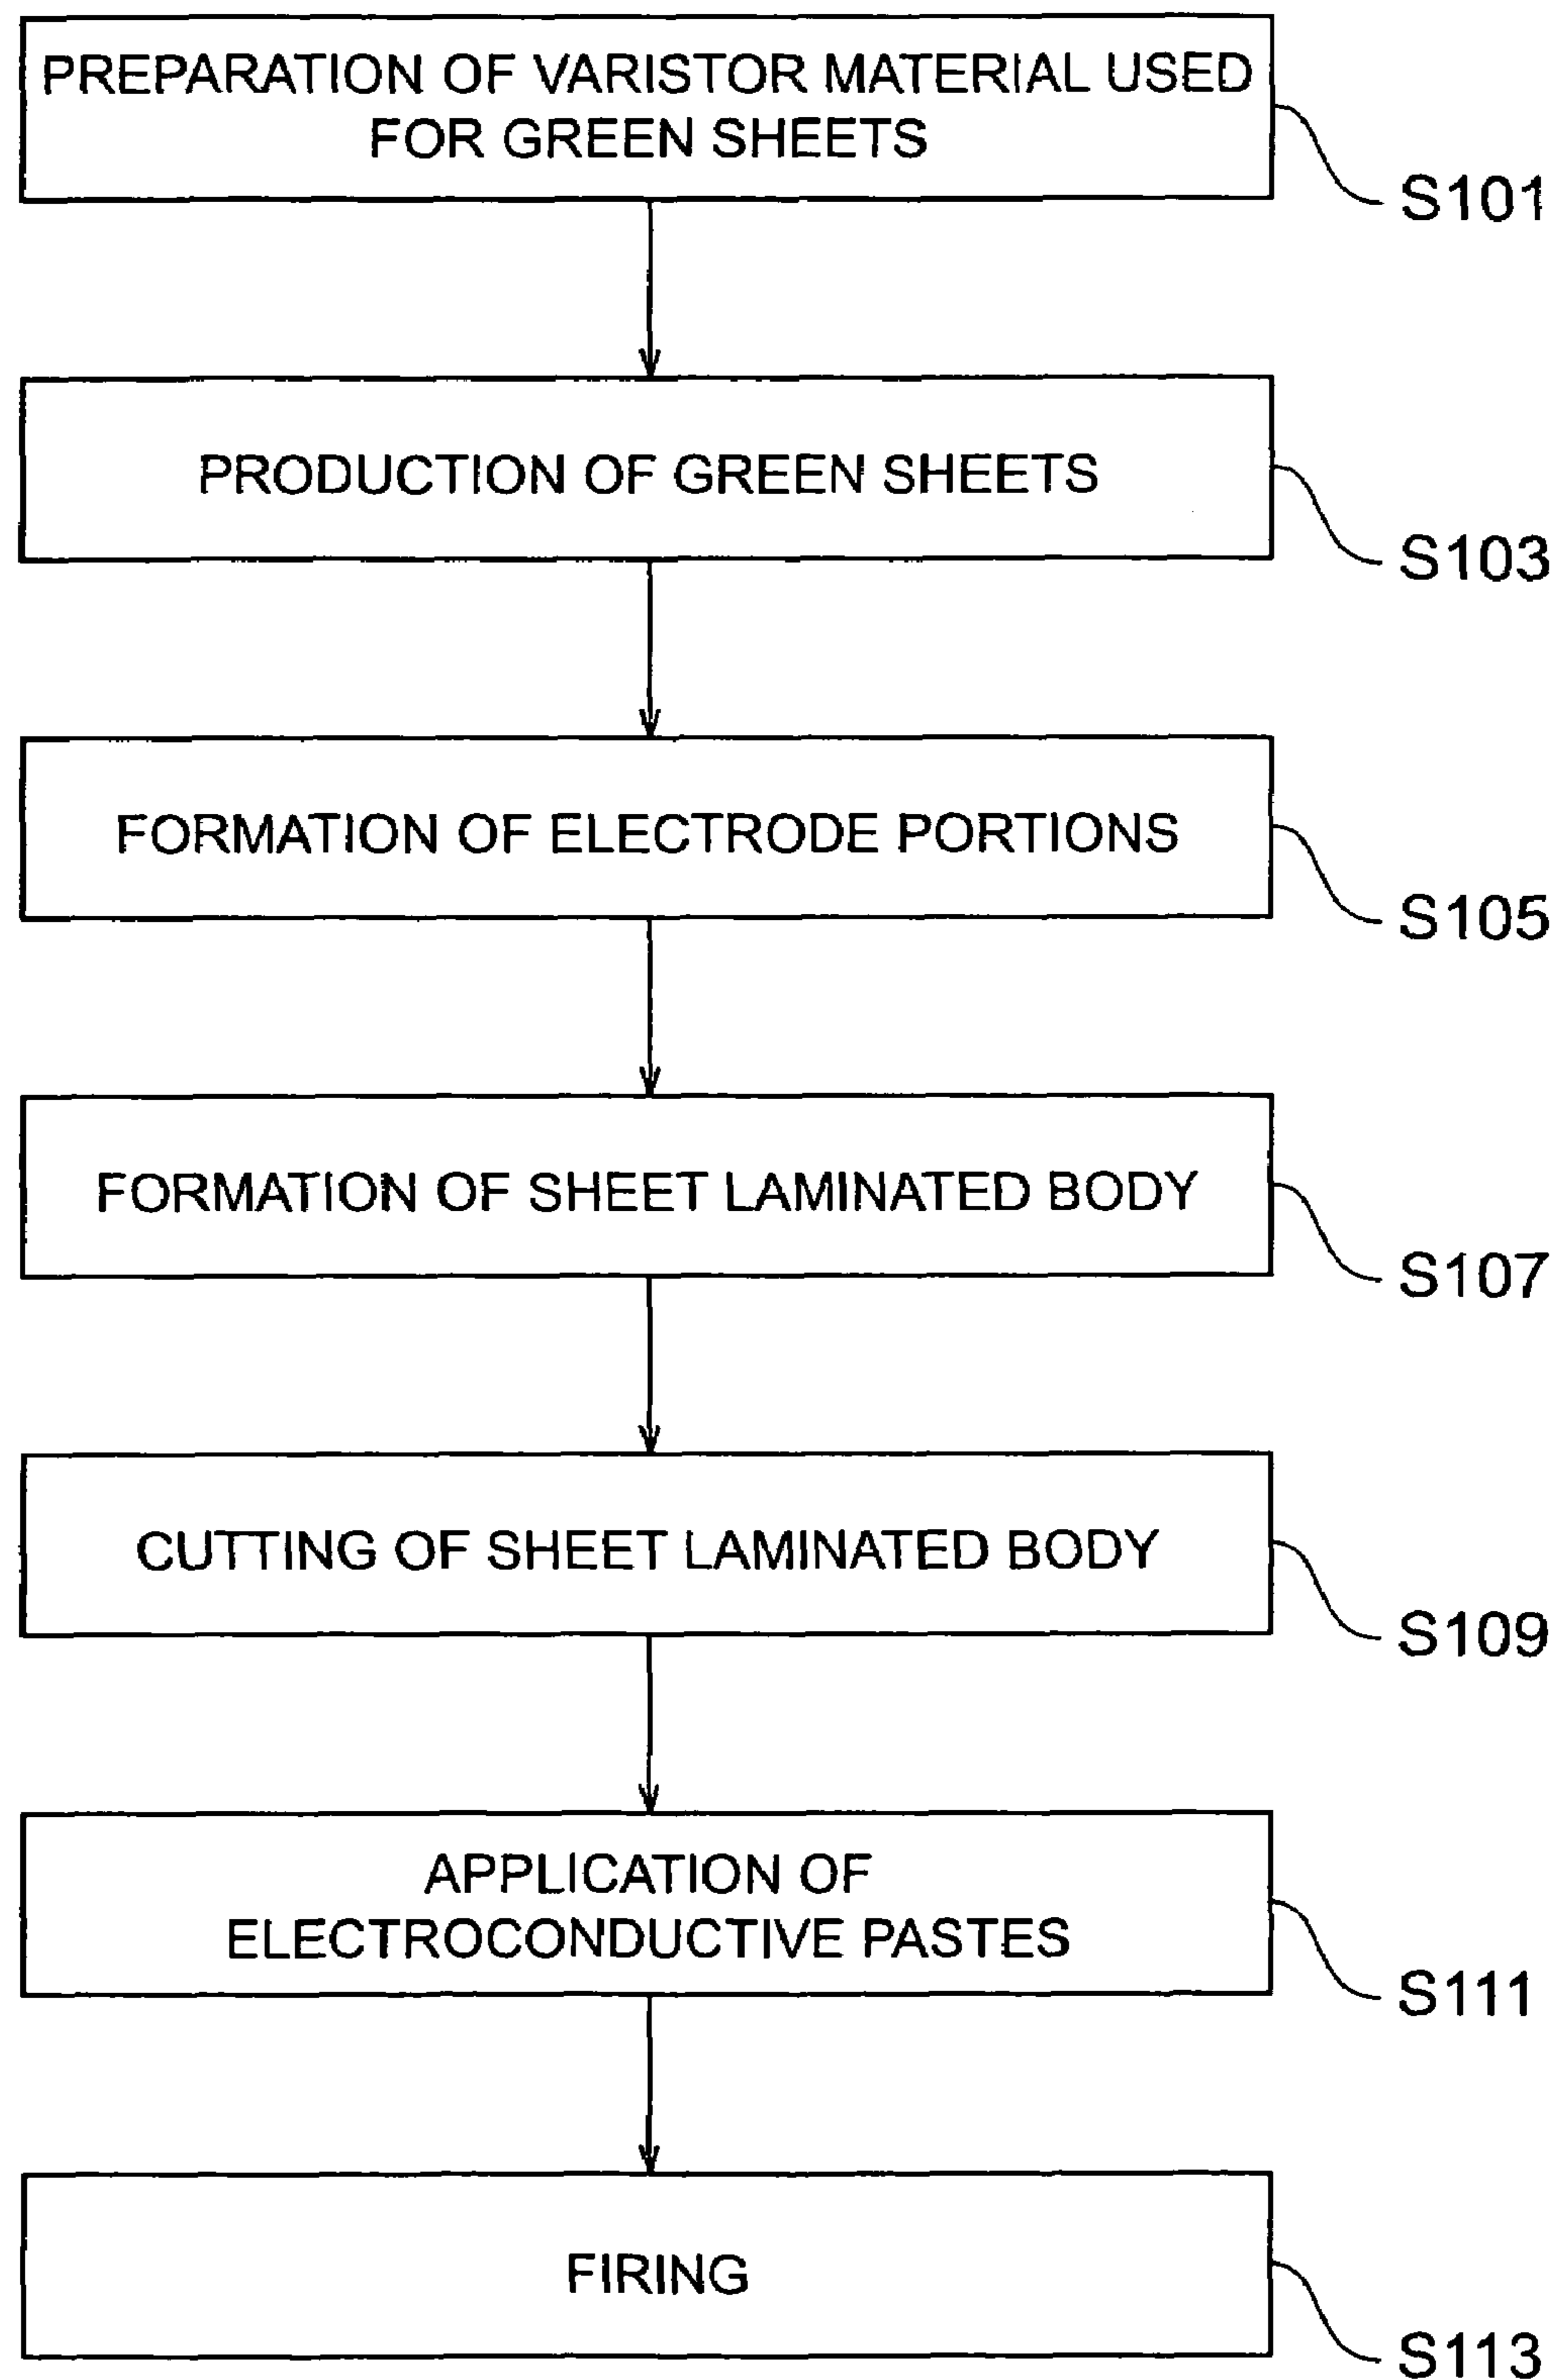 PREPARATION OF VARISTOR MATERIAL USED
FOR GREEN SHEETS
S101
PRODUCTION OF GREEN SHEETS
S103
FORMATION OF ELECTRODE PORTIONS
S105
FORMATION OF SHEET LAMINATED BODY
S107
CUTTING OF SHEET LAMINATED BODY
S109
APPLICATION OF
ELECTROCONDUCTIVE PASTES
S111
FIRING
S113